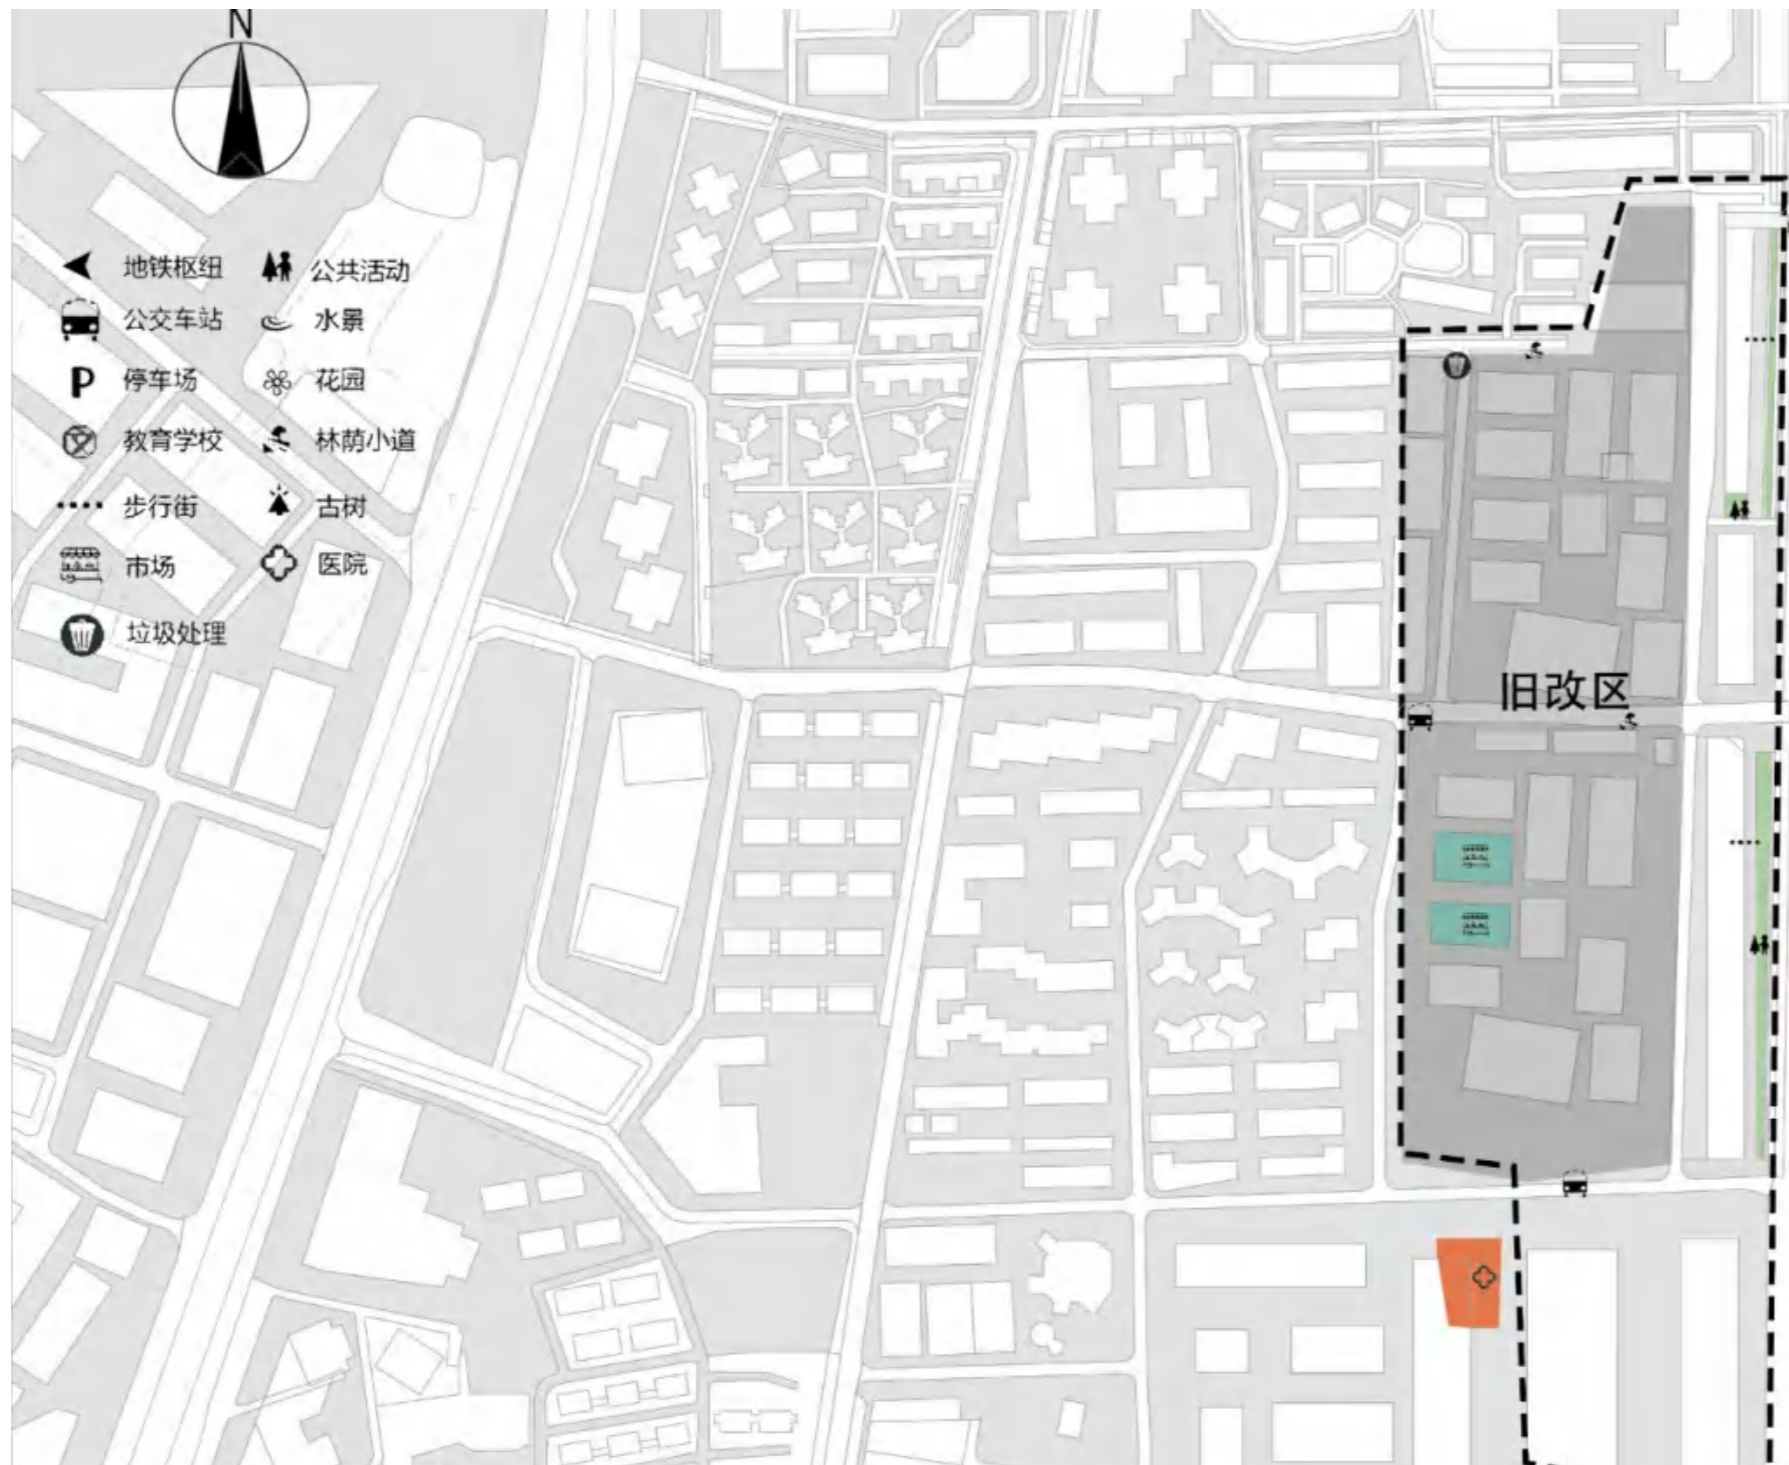 N
地铁枢纽 公共活动
公交车站 水景
P 停车场 花园
教育学校 林荫小道
步行街 古树
市场 医院
垃圾处理
旧改区